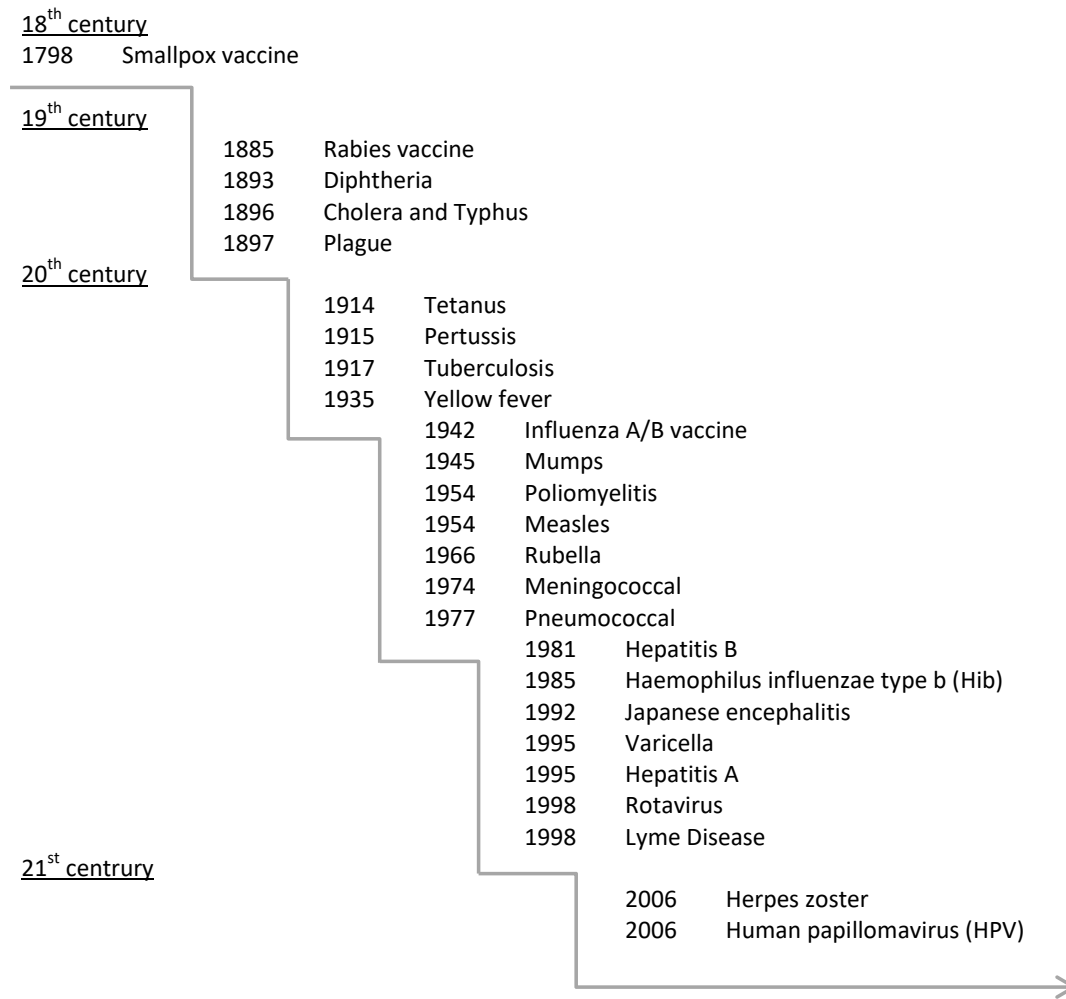 18th century
1798 Smallpox vaccine
19th century
1885 Rabies vaccine
1893 Diphtheria
1896 Cholera and Typhus
1897 Plague
20th century
1914 Tetanus
1915 Pertussis
1917 Tuberculosis
1935 Yellow fever
1942 Influenza A/B vaccine
1945 Mumps
1954 Poliomyelitis
1954 Measles
1966 Rubella
1974 Meningococcal
1977 Pneumococcal
1981 Hepatitis B
1985 Haemophilus influenzae type b (Hib)
1992 Japanese encephalitis
1995 Varicella
1995 Hepatitis A
1998 Rotavirus
1998 Lyme Disease
21st centrury
2006 Herpes zoster
2006 Human papillomavirus (HPV)